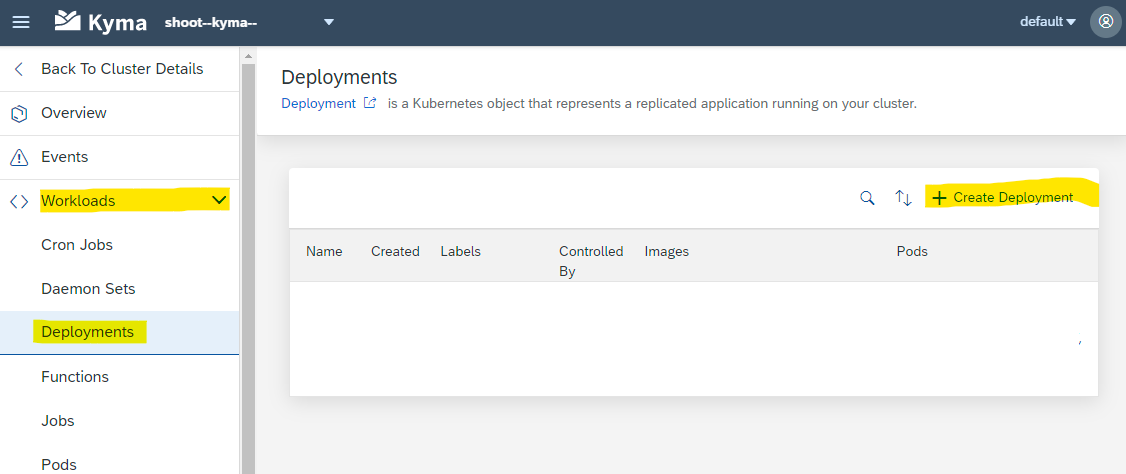 Kyma shoot--kyma-- default
Back To Cluster Details
Overview
Events
Workloads
Cron Jobs
Daemon Sets
Deployments
Functions
Jobs
Pods
Deployments
Deployment is a Kubernetes object that represents a replicated application running on your cluster.
+ Create Deployment
Name Created Labels Controlled By Images Pods